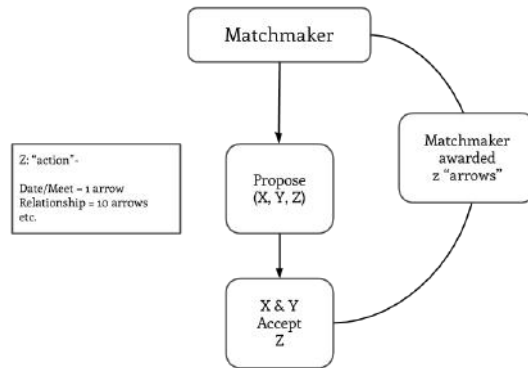 Matchmaker
Z: “action”-
Date/Meet = 1 arrow
Relationship = 10 arrows
etc.
Propose
(X, Y, Z)
Matchmaker
awarded
z “arrows”
X & Y
Accept
Z